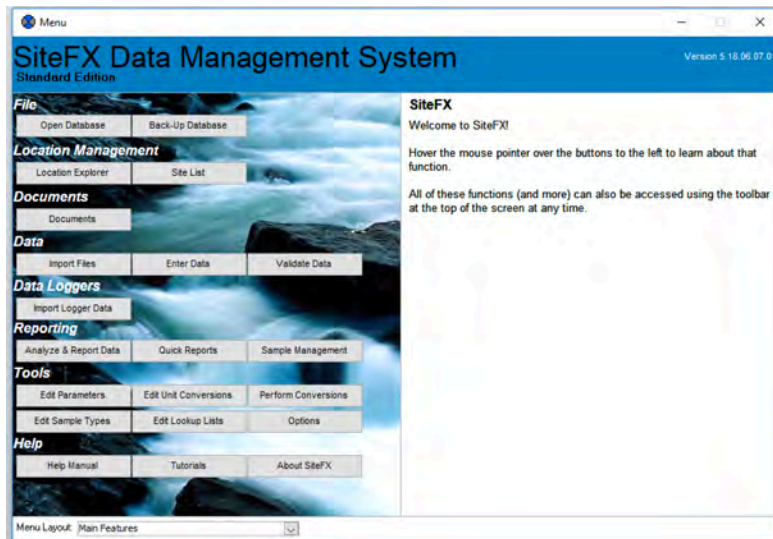 Menu
SiteFX Data Management System
Standard Edition
Version 5.18.06.07.0
File
Open Database Back-Up Database
Location Management
Location Explorer Site List
Documents
Documents
Data
Import Files Enter Data Validate Data
Data Loggers
Import Logger Data
Reporting
Analyze & Report Data Quick Reports Sample Management
Tools
Edit Parameters Edit Unit Conversions Perform Conversions
Edit Sample Types Edit Lookup Lists Options
Help
Help Manual Tutorials About SiteFX
SiteFX
Welcome to SiteFX!
Hover the mouse pointer over the buttons to the left to learn about that
function.
All of these functions (and more) can also be accessed using the toolbar
at the top of the screen at any time.
Menu Layout: Main Features